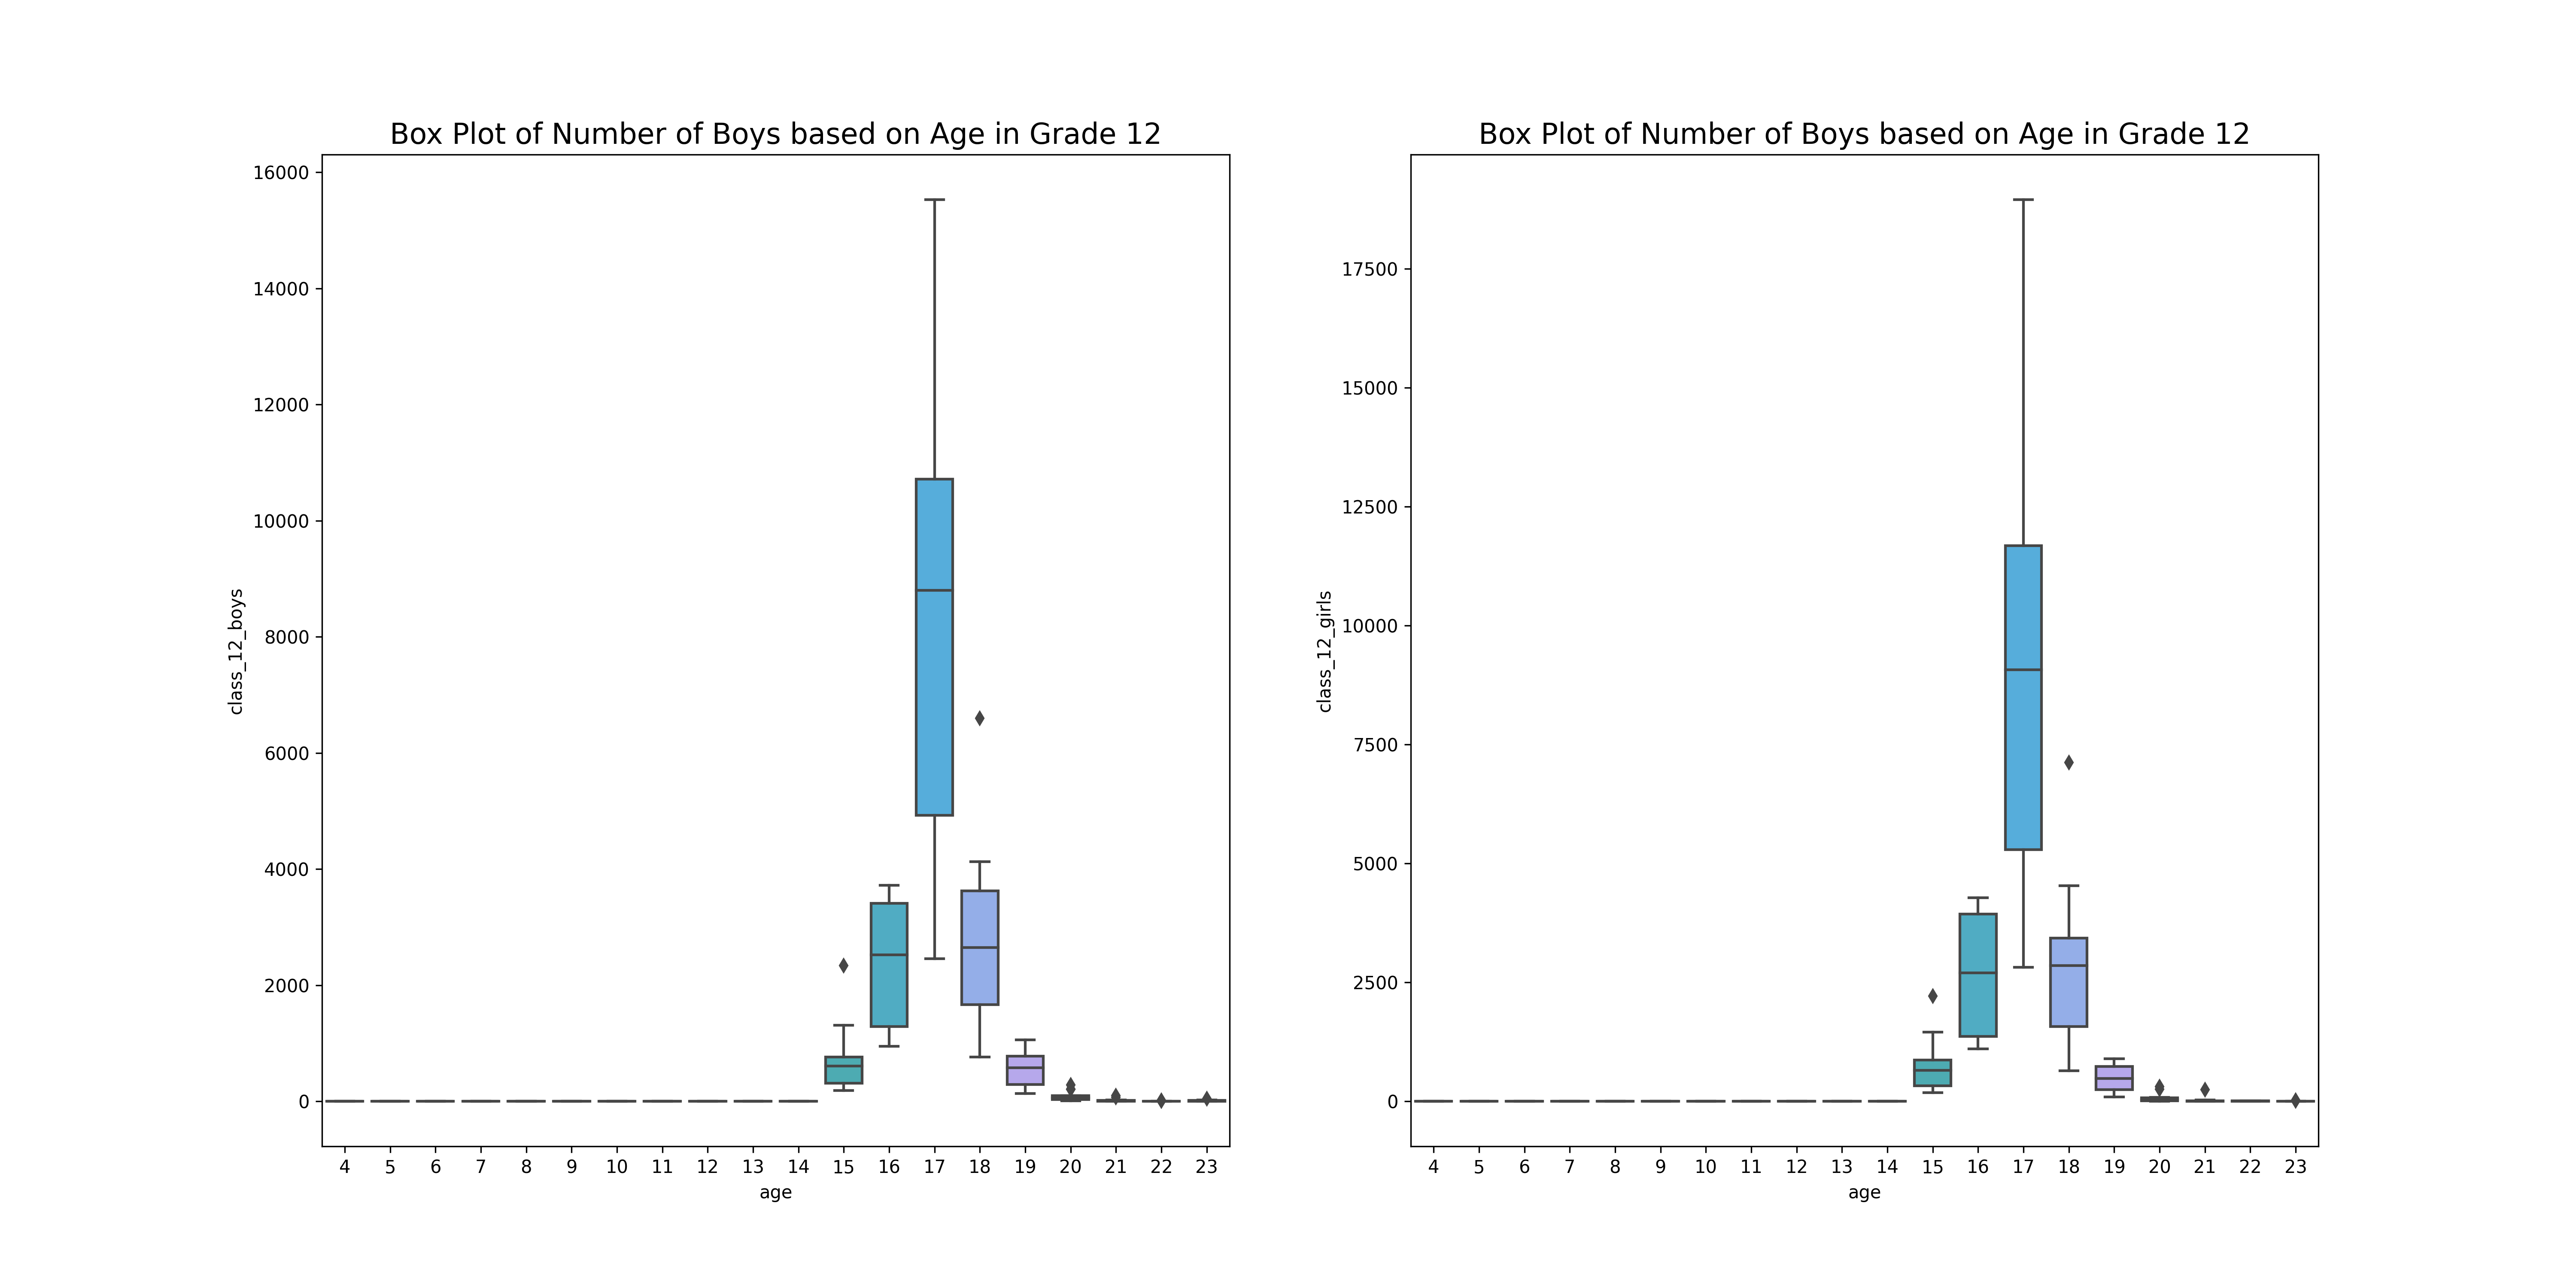 Box Plot of Number of Boys based on Age in Grade 12
16000
14000
12000
10000
8000
6000
4000
2000
0
class_12_boys
4 5 6 7 8 9 10 11 12 13 14 15 16 17 18 19 20 21 22 23
age
Box Plot of Number of Boys based on Age in Grade 12
17500
15000
12500
10000
7500
5000
2500
0
class_12_girls
4 5 6 7 8 9 10 11 12 13 14 15 16 17 18 19 20 21 22 23
age